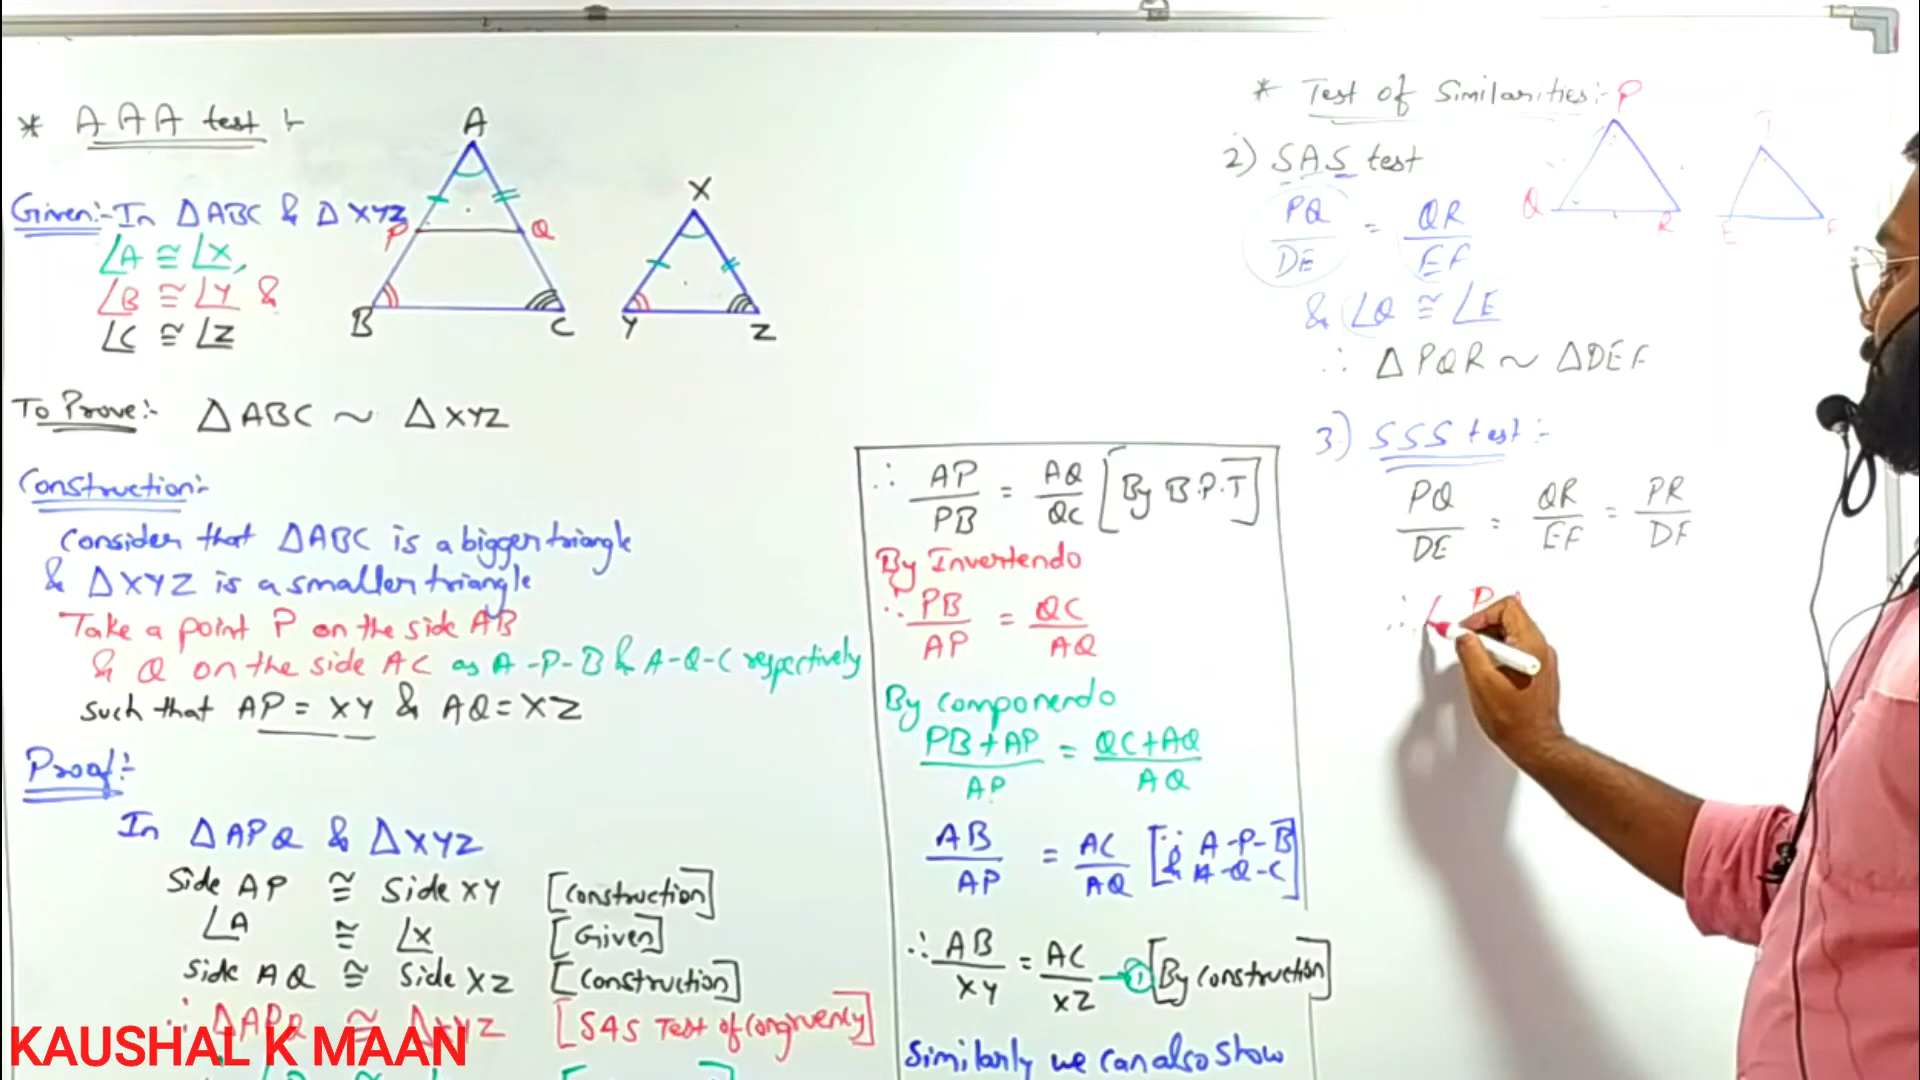 * AAA test :-
Given:- In △ABC & △XYZ
∠A ≅ ∠X,
∠B ≅ ∠Y &
∠C ≅ ∠Z
A
P
Q
B
C
X
Y
Z
To Prove:- △ABC ~ △XYZ
Construction:-
Consider that △ABC is a bigger triangle
& △XYZ is a smaller triangle
Take a point P on the side AB
& Q on the side AC as A-P-B & A-Q-C respectively
such that AP = XY & AQ = XZ
Proof:-
In △APQ & △XYZ
Side AP ≅ Side XY [Construction]
∠A ≅ ∠X [Given]
Side AQ ≅ Side XZ [Construction]
∴ △APQ ≅ △XYZ [SAS Test of Congruency]
KAUSHAL K MAAN
∴ AP/PB = AQ/QC [By B.P.T]
By Invertendo
∴ PB/AP = QC/AQ
By componendo
PB+AP/AP = QC+AQ/AQ
AB/AP = AC/AQ [∵ A-P-B & A-Q-C]
∴ AB/XY = AC/XZ —① [By construction]
Similarly we can also show
* Test of Similarities:-
P
Q
R
E
F
2) SAS test
PQ/DE = QR/EF
& ∠Q ≅ ∠E
∴ △PQR ~ △DEF
3) SSS test:-
PQ/DE = QR/EF = PR/DF
∴